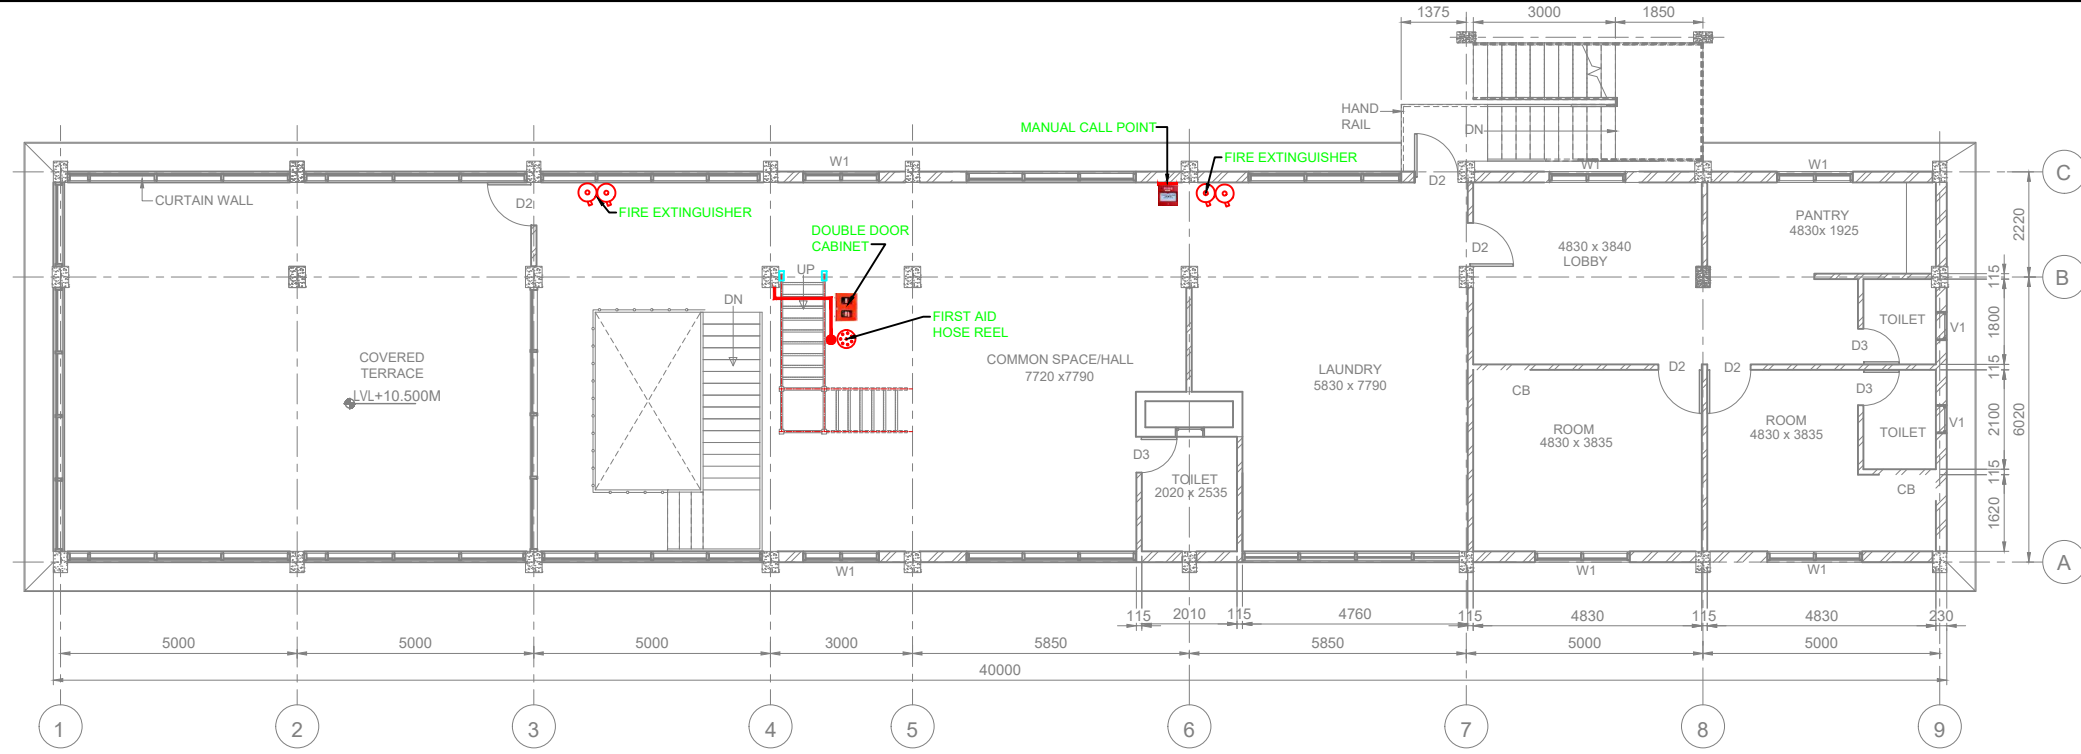 1375
3000
1850
HAND
RAIL
DN
MANUAL CALL POINT
FIRE EXTINGUISHER
W1
W1
W1
D2
C
CURTAIN WALL
D2
FIRE EXTINGUISHER
DOUBLE DOOR
CABINET
UP
D2
4830 x 3840
LOBBY
PANTRY
4830x 1925
2220
B
115
DN
FIRST AID
HOSE REEL
TOILET
V1
1800
D3
COVERED
TERRACE
LVL+10.500M
COMMON SPACE/HALL
7720 x7790
LAUNDRY
5830 x 7790
D2
D2
115
CB
D3
ROOM
4830 x 3835
ROOM
4830 x 3835
TOILET
V1
2100
6020
D3
TOILET
2020 x 2535
115
CB
1620
W1
W1
W1
A
115
2010
115
4760
115
4830
115
4830
230
5000
5000
5000
3000
5850
5850
5000
5000
40000
1
2
3
4
5
6
7
8
9